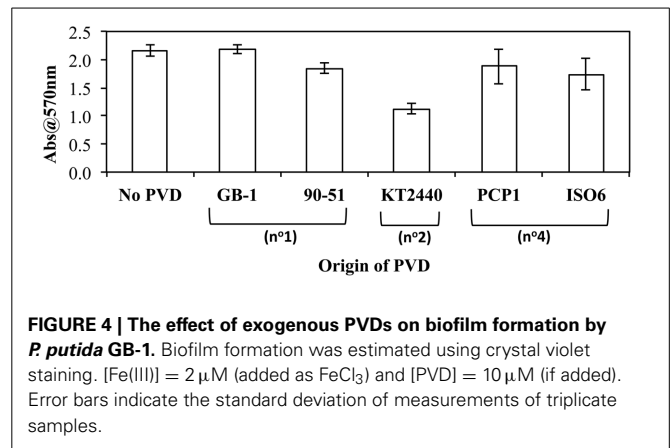 2.5
2.0
1.5
1.0
0.5
0.0
Abs@570nm
No PVD GB-1 90-51 KT2440 PCP1 ISO6
(nº1) (nº2) (nº4)
Origin of PVD
FIGURE 4 | The effect of exogenous PVDs on biofilm formation by
P. putida GB-1. Biofilm formation was estimated using crystal violet
staining. [Fe(III)] = 2 μM (added as FeCl₃) and [PVD] = 10 μM (if added).
Error bars indicate the standard deviation of measurements of triplicate
samples.